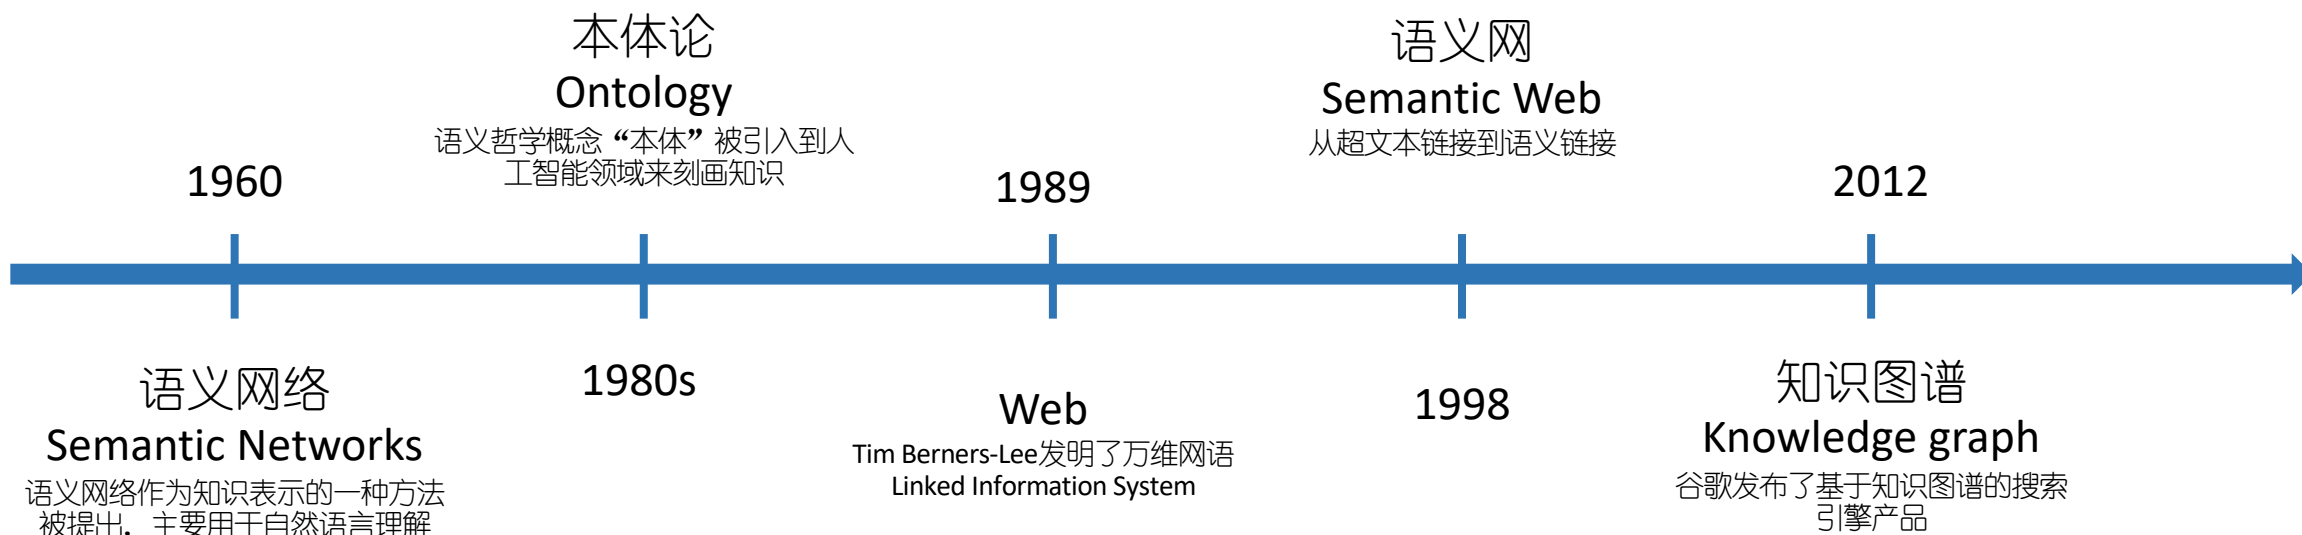 1960
语义网络
Semantic Networks
语义网络作为知识表示的一种方法
被提出，主要用于自然语言理解
本体论
Ontology
语义哲学概念“本体”被引入到人
工智能领域来刻画知识
1980s
1989
Web
Tim Berners-Lee发明了万维网语
Linked Information System
语义网
Semantic Web
从超文本链接到语义链接
1998
2012
知识图谱
Knowledge graph
谷歌发布了基于知识图谱的搜索
引擎产品